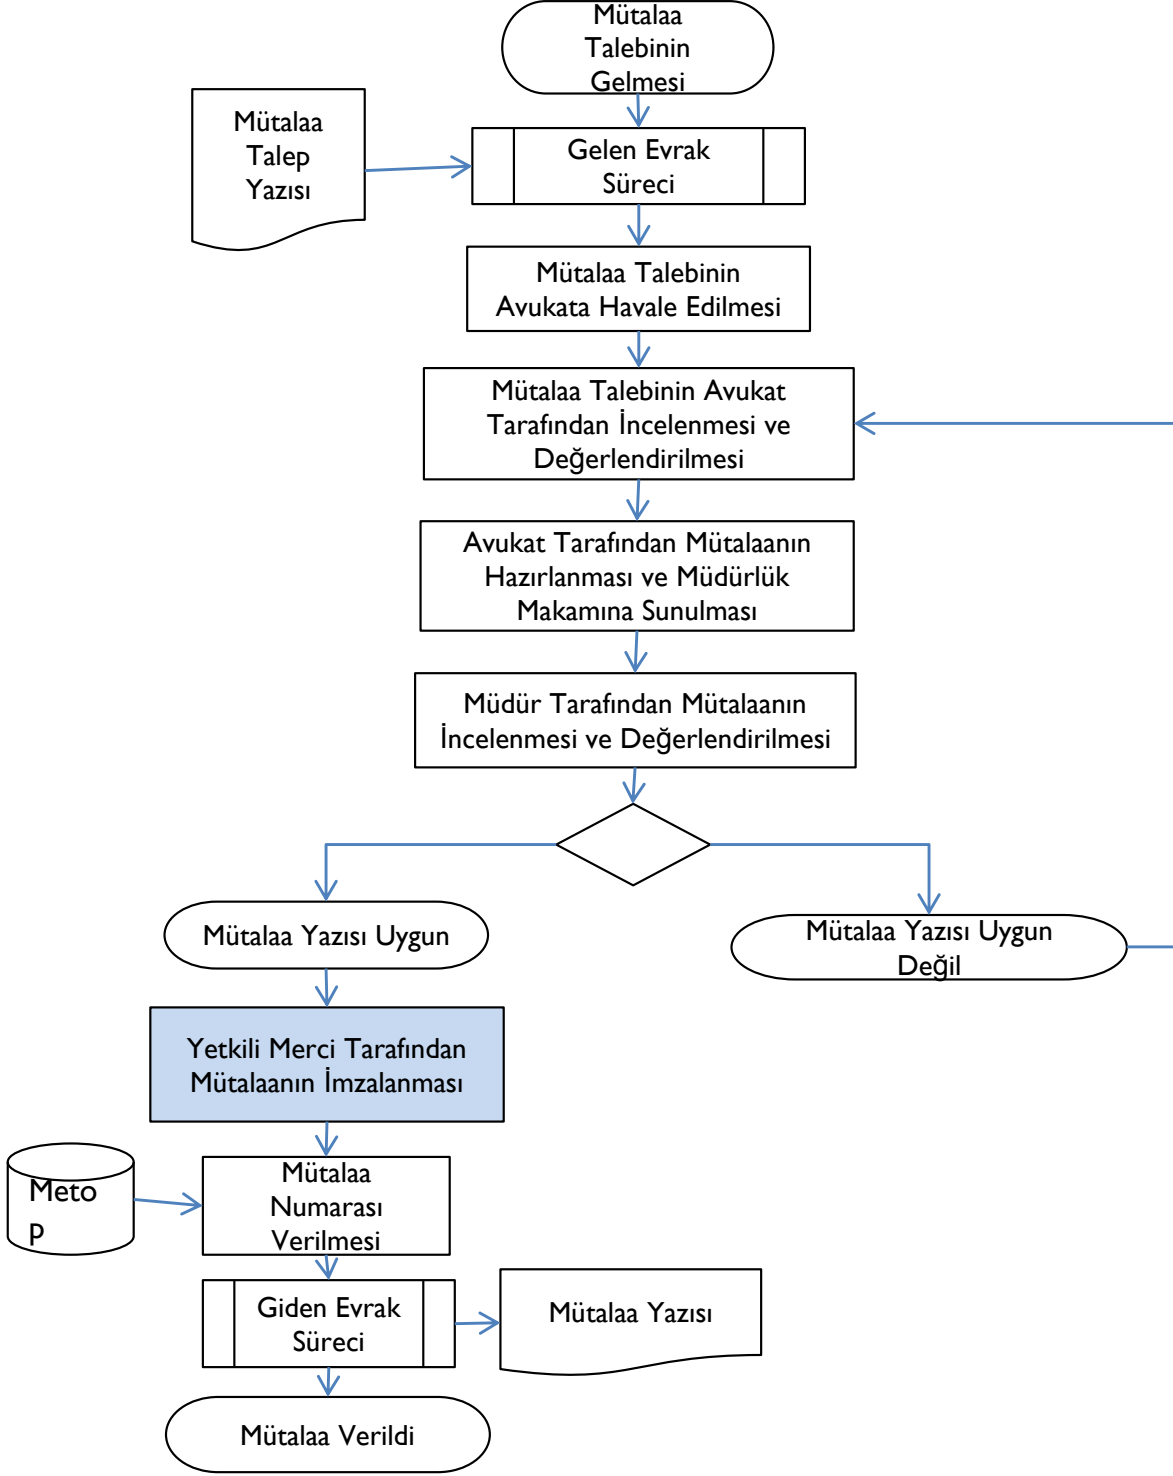 Mütalaa
Talebinin
Gelmesi
Mütalaa
Talep
Yazısı
Gelen Evrak
Süreci
Mütalaa Talebinin
Avukata Havale Edilmesi
Mütalaa Talebinin Avukat
Tarafından İncelenmesi ve
Değerlendirilmesi
Avukat Tarafından Mütalaanın
Hazırlanması ve Müdürlük
Makamına Sunulması
Müdür Tarafından Mütalaanın
İncelenmesi ve Değerlendirilmesi
Mütalaa Yazısı Uygun
Mütalaa Yazısı Uygun
Değil
Yetkili Merci Tarafından
Mütalaanın İmzalanması
Meto
p
Mütalaa
Numarası
Verilmesi
Giden Evrak
Süreci
Mütalaa Yazısı
Mütalaa Verildi